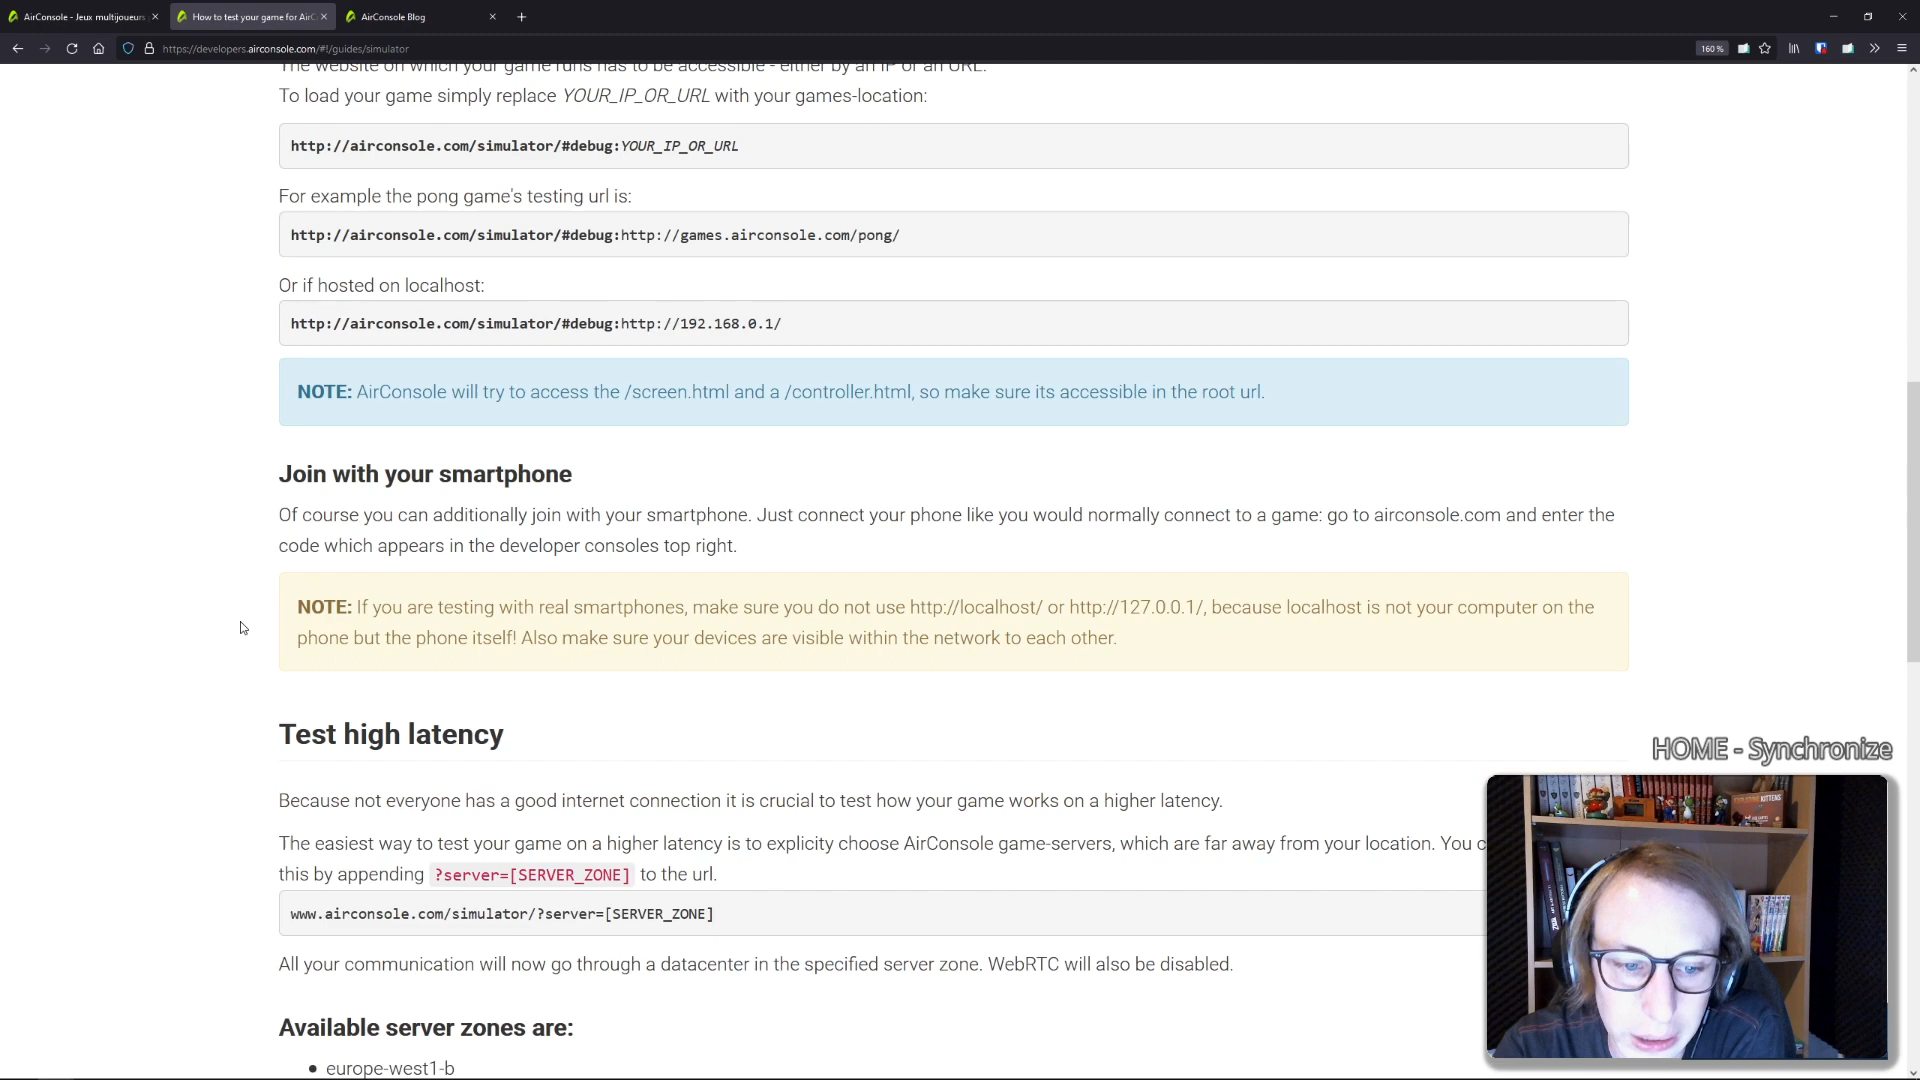 AirConsole - Jeux multijoueurs
How to test your game for AirC
AirConsole Blog
https://developers.airconsole.com/#!/guides/simulator
160 %
The website on which your game runs has to be accessible - either by an IP or an URL.
To load your game simply replace YOUR_IP_OR_URL with your games-location:
http://airconsole.com/simulator/#debug:YOUR_IP_OR_URL
For example the pong game's testing url is:
http://airconsole.com/simulator/#debug:http://games.airconsole.com/pong/
Or if hosted on localhost:
http://airconsole.com/simulator/#debug:http://192.168.0.1/
NOTE: AirConsole will try to access the /screen.html and a /controller.html, so make sure its accessible in the root url.
Join with your smartphone
Of course you can additionally join with your smartphone. Just connect your phone like you would normally connect to a game: go to airconsole.com and enter the
code which appears in the developer consoles top right.
NOTE: If you are testing with real smartphones, make sure you do not use http://localhost/ or http://127.0.0.1/, because localhost is not your computer on the
phone but the phone itself! Also make sure your devices are visible within the network to each other.
Test high latency
HOME - Synchronize
Because not everyone has a good internet connection it is crucial to test how your game works on a higher latency.
The easiest way to test your game on a higher latency is to explicity choose AirConsole game-servers, which are far away from your location. You c
this by appending ?server=[SERVER_ZONE] to the url.
www.airconsole.com/simulator/?server=[SERVER_ZONE]
All your communication will now go through a datacenter in the specified server zone. WebRTC will also be disabled.
Available server zones are:
• europe-west1-b